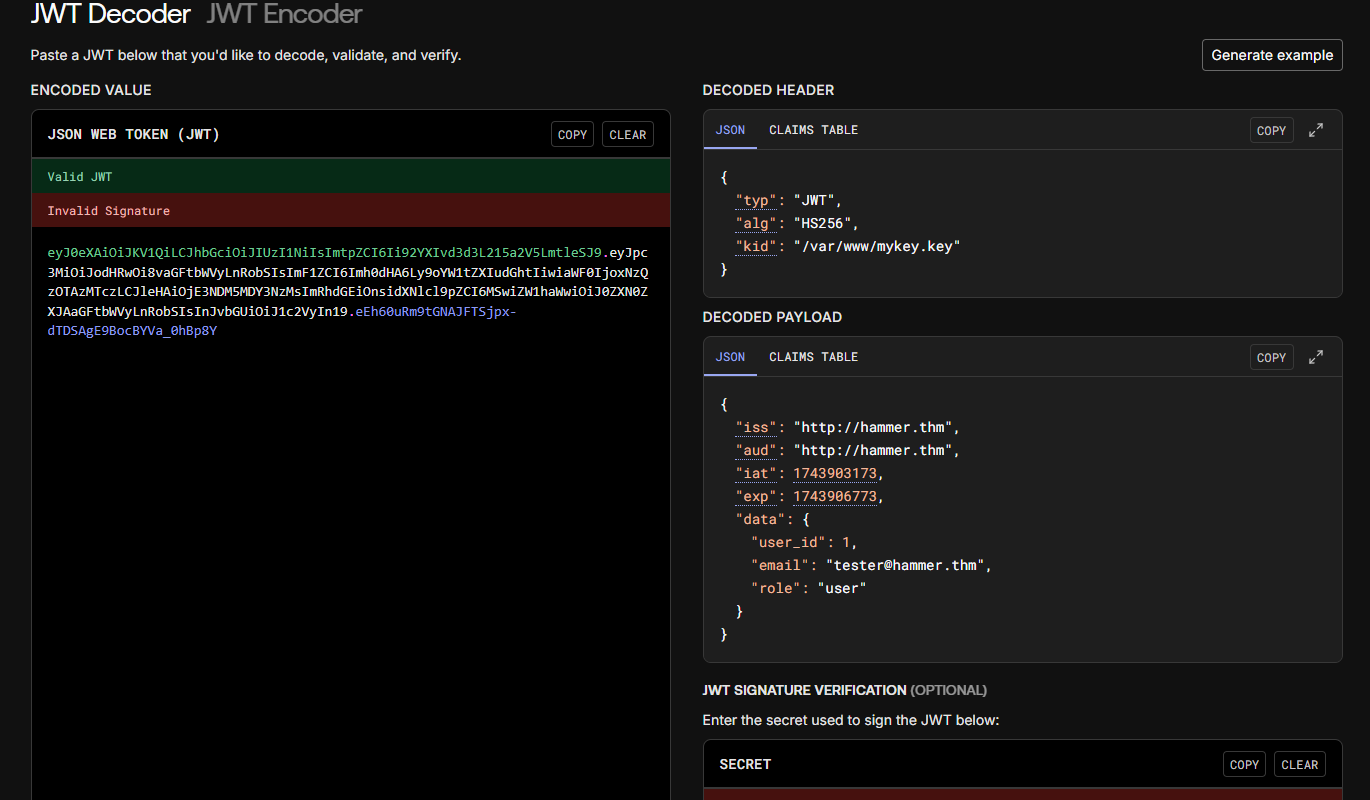 JWT Decoder JWT Encoder
Paste a JWT below that you'd like to decode, validate, and verify.
Generate example
ENCODED VALUE
JSON WEB TOKEN (JWT)
COPY
CLEAR
Valid JWT
Invalid Signature
eyJ0eXAiOiJKV1QiLCJhbGciOiJIUzI1NiIsImtpZCI6Ii92YXIvd3d3L215a2V5LmtleSJ9.eyJpc
3MiOiJodHRwOi8vaGFtbWVyLnRobSIsImF1ZCI6Imh0dHA6Ly9oYW1tZXIudGhtIiwiaWF0IjoxNzQ
zOTAzMTczLCJleHAiOjE3NDM5MDY3NzMsImRhdGEiOnsidXNlcl9pZCI6MSwiZW1haWwiOiJ0ZXN0Z
XJAaGFtbWVyLnRobSIsInJvbGUiOiJ1c2VyIn19.eEh60uRm9tGNAJFTSjpx-
dTDSAgE9BocBYVa_0hBp8Y
DECODED HEADER
JSON
CLAIMS TABLE
COPY
{
"typ": "JWT",
"alg": "HS256",
"kid": "/var/www/mykey.key"
}
DECODED PAYLOAD
JSON
CLAIMS TABLE
COPY
{
"iss": "http://hammer.thm",
"aud": "http://hammer.thm",
"iat": 1743903173,
"exp": 1743906773,
"data": {
"user_id": 1,
"email": "tester@hammer.thm",
"role": "user"
}
}
JWT SIGNATURE VERIFICATION (OPTIONAL)
Enter the secret used to sign the JWT below:
SECRET
COPY
CLEAR